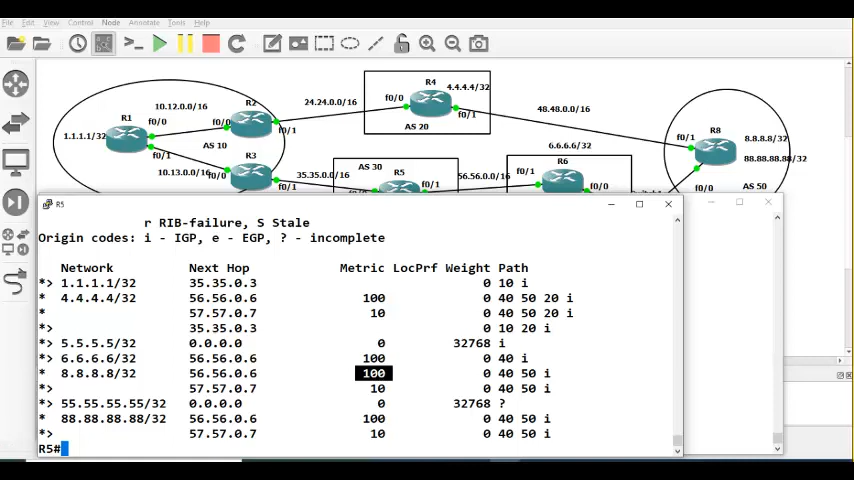 File Edit View Control Node Annotate Tools Help
R4
4.4.4.4/32
24.24.0.0/16
f0/0
f0/1
AS 20
10.12.0.0/16
R2
R1
f0/0
f0/0
f0/1
1.1.1.1/32
AS 10
f0/1
R3
10.13.0.0/16
f0/0
f0/1
48.48.0.0/16
R8
f0/1
8.8.8.8/32
88.88.88.88/32
f0/0
AS 50
AS 30
R5
35.35.0.0/16
f0/1
56.56.0.0/16
6.6.6.6/32
R6
f0/0
R5
r RIB-failure, S Stale
Origin codes: i - IGP, e - EGP, ? - incomplete
Network Next Hop Metric LocPrf Weight Path
*> 1.1.1.1/32 35.35.0.3 0 10 i
* 4.4.4.4/32 56.56.0.6 100 0 40 50 20 i
* 57.57.0.7 10 0 40 50 20 i
*> 35.35.0.3 0 10 20 i
*> 5.5.5.5/32 0.0.0.0 0 32768 i
*> 6.6.6.6/32 56.56.0.6 100 0 40 i
* 8.8.8.8/32 56.56.0.6 100 0 40 50 i
*> 57.57.0.7 10 0 40 50 i
*> 55.55.55.55/32 0.0.0.0 0 32768 ?
* 88.88.88.88/32 56.56.0.6 100 0 40 50 i
*> 57.57.0.7 10 0 40 50 i
R5#